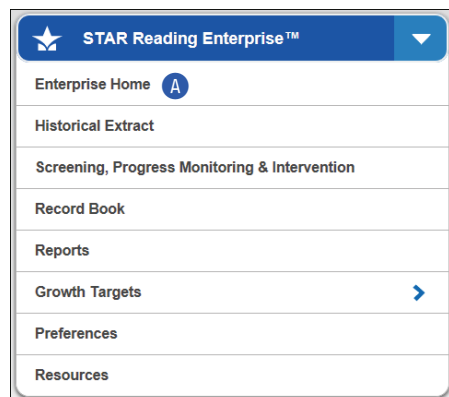 STAR Reading Enterprise™
Enterprise Home A
Historical Extract
Screening, Progress Monitoring & Intervention
Record Book
Reports
Growth Targets
Preferences
Resources